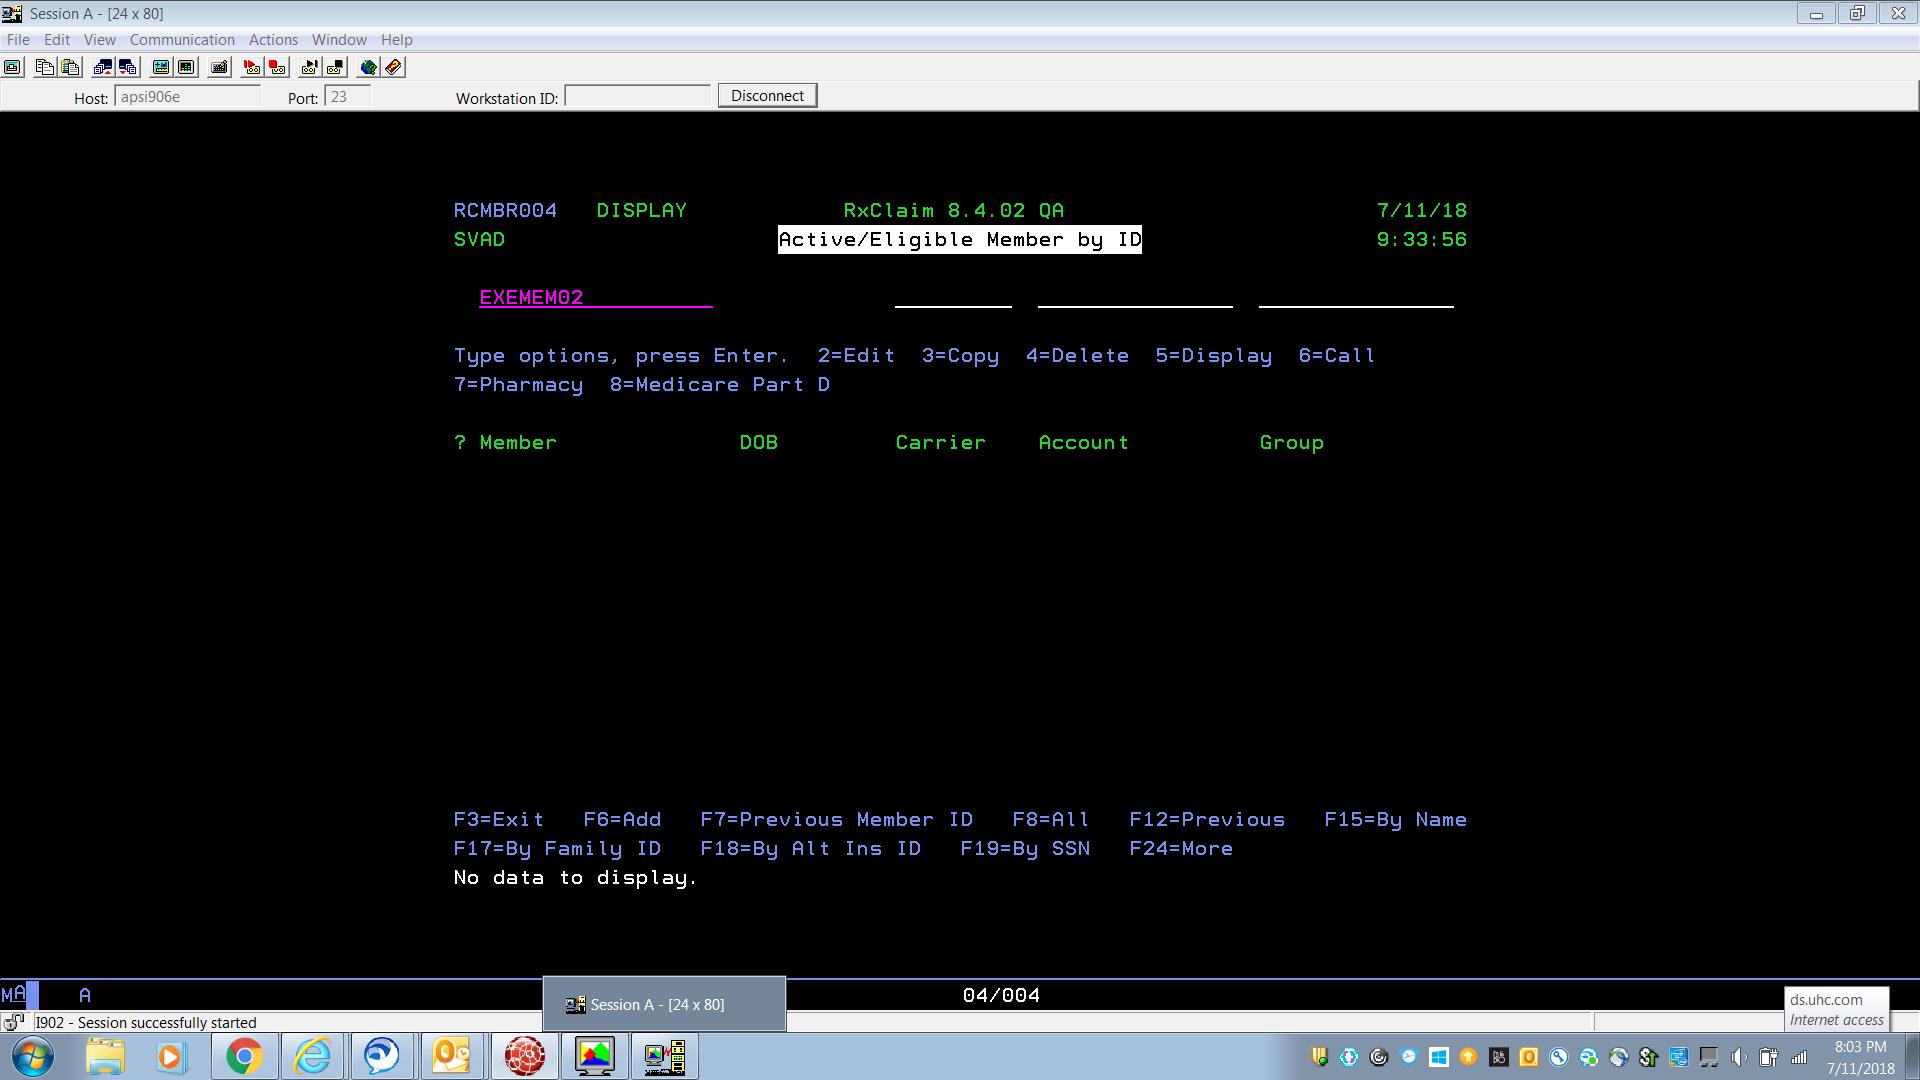 Session A - [24 x 80]
File Edit View Communication Actions Window Help
Host: apsi906e Port: 23 Workstation ID: Disconnect
RCMBR004 DISPLAY RxClaim 8.4.02 QA 7/11/18
SVAD Active/Eligible Member by ID 9:33:56
EXEMEM02
Type options, press Enter. 2=Edit 3=Copy 4=Delete 5=Display 6=Call
7=Pharmacy 8=Medicare Part D
? Member DOB Carrier Account Group
F3=Exit F6=Add F7=Previous Member ID F8=All F12=Previous F15=By Name
F17=By Family ID F18=By Alt Ins ID F19=By SSN F24=More
No data to display.
MA A 04/004
Session A - [24 x 80]
ds.uhc.com
Internet access
I902 - Session successfully started
8:03 PM
7/11/2018